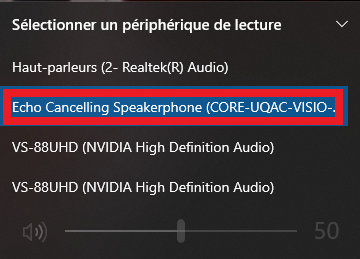 Sélectionner un périphérique de lecture
Haut-parleurs (2- Realtek(R) Audio)
Echo Cancelling Speakerphone (CORE-UQAC-VISIO-..
VS-88UHD (NVIDIA High Definition Audio)
VS-88UHD (NVIDIA High Definition Audio)
50